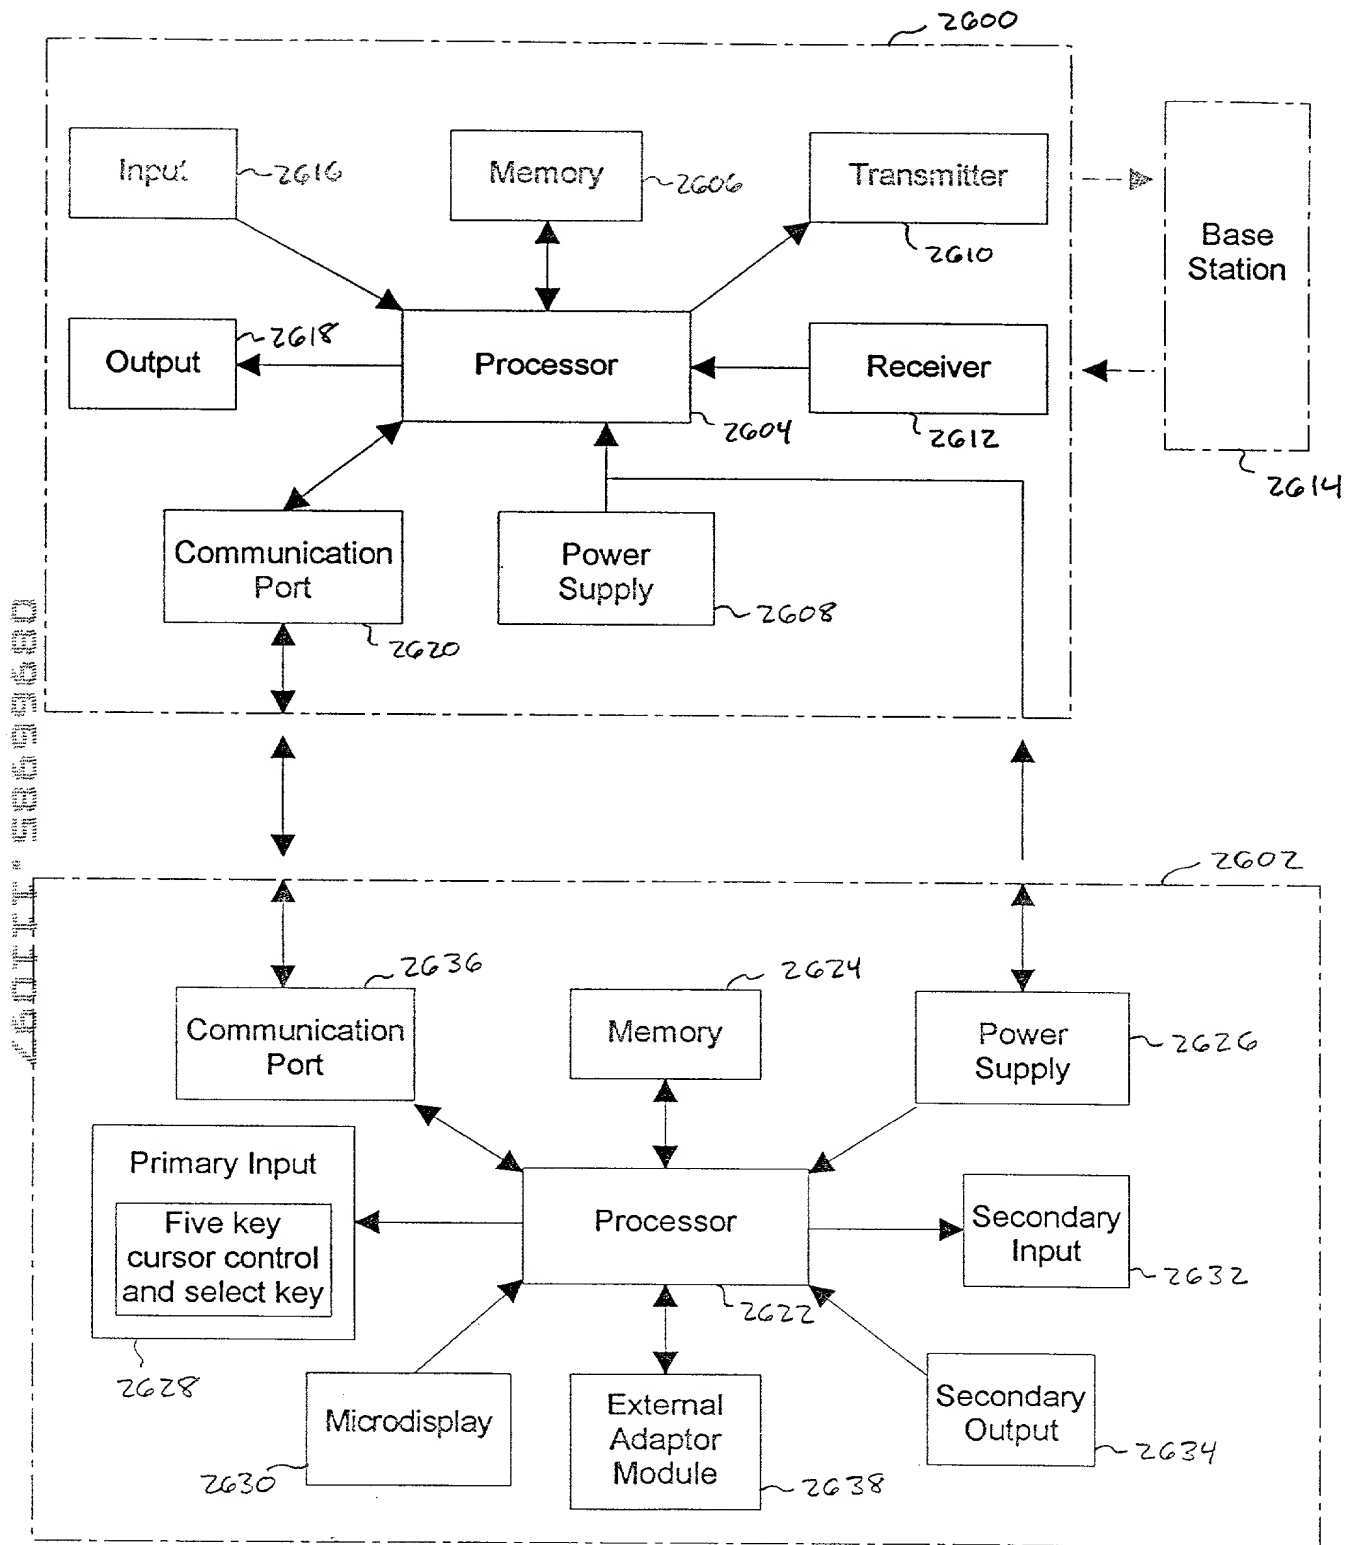 2600
Input
2616
Memory
2606
Transmitter
2610
Base
Station
2614
Output
2618
Processor
2604
Receiver
2612
Communication
Port
2620
Power
Supply
2608
2602
2636
Communication
Port
2624
Memory
Power
Supply
2626
Primary Input
Five key
cursor control
and select key
2628
Processor
2622
Secondary
Input
2632
Microdisplay
2630
External
Adaptor
Module
2638
Secondary
Output
2634